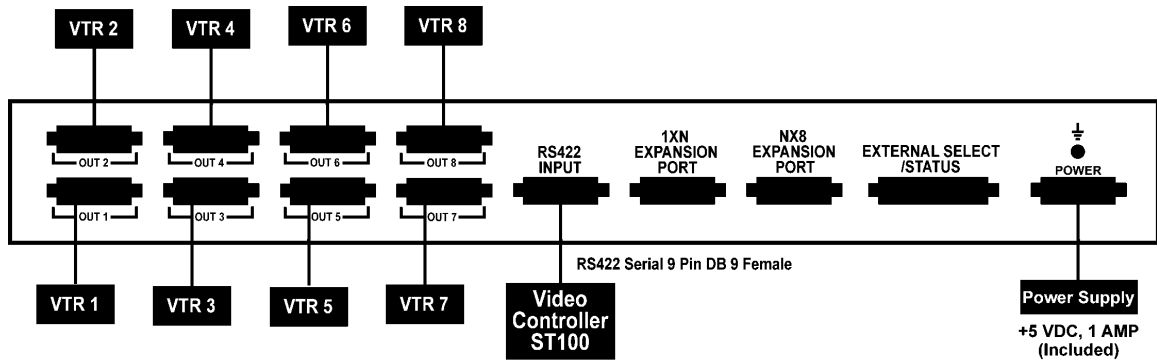 VTR 2
VTR 4
VTR 6
VTR 8
OUT 2
OUT 4
OUT 6
OUT 8
RS422
INPUT
1XN
EXPANSION
PORT
NX8
EXPANSION
PORT
EXTERNAL SELECT
/STATUS
POWER
OUT 1
OUT 3
OUT 5
OUT 7
RS422 Serial 9 Pin DB 9 Female
VTR 1
VTR 3
VTR 5
VTR 7
Video
Controller
ST100
Power Supply
+5 VDC, 1 AMP
(Included)